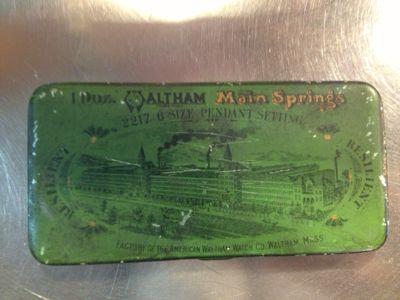 1 Doz. WALTHAM Main Springs
2217 6 SIZE PENDANT SETTING
RESILIENT
RESILIENT
FACTORY OF THE AMERICAN WALTHAM WATCH CO. WALTHAM, MASS